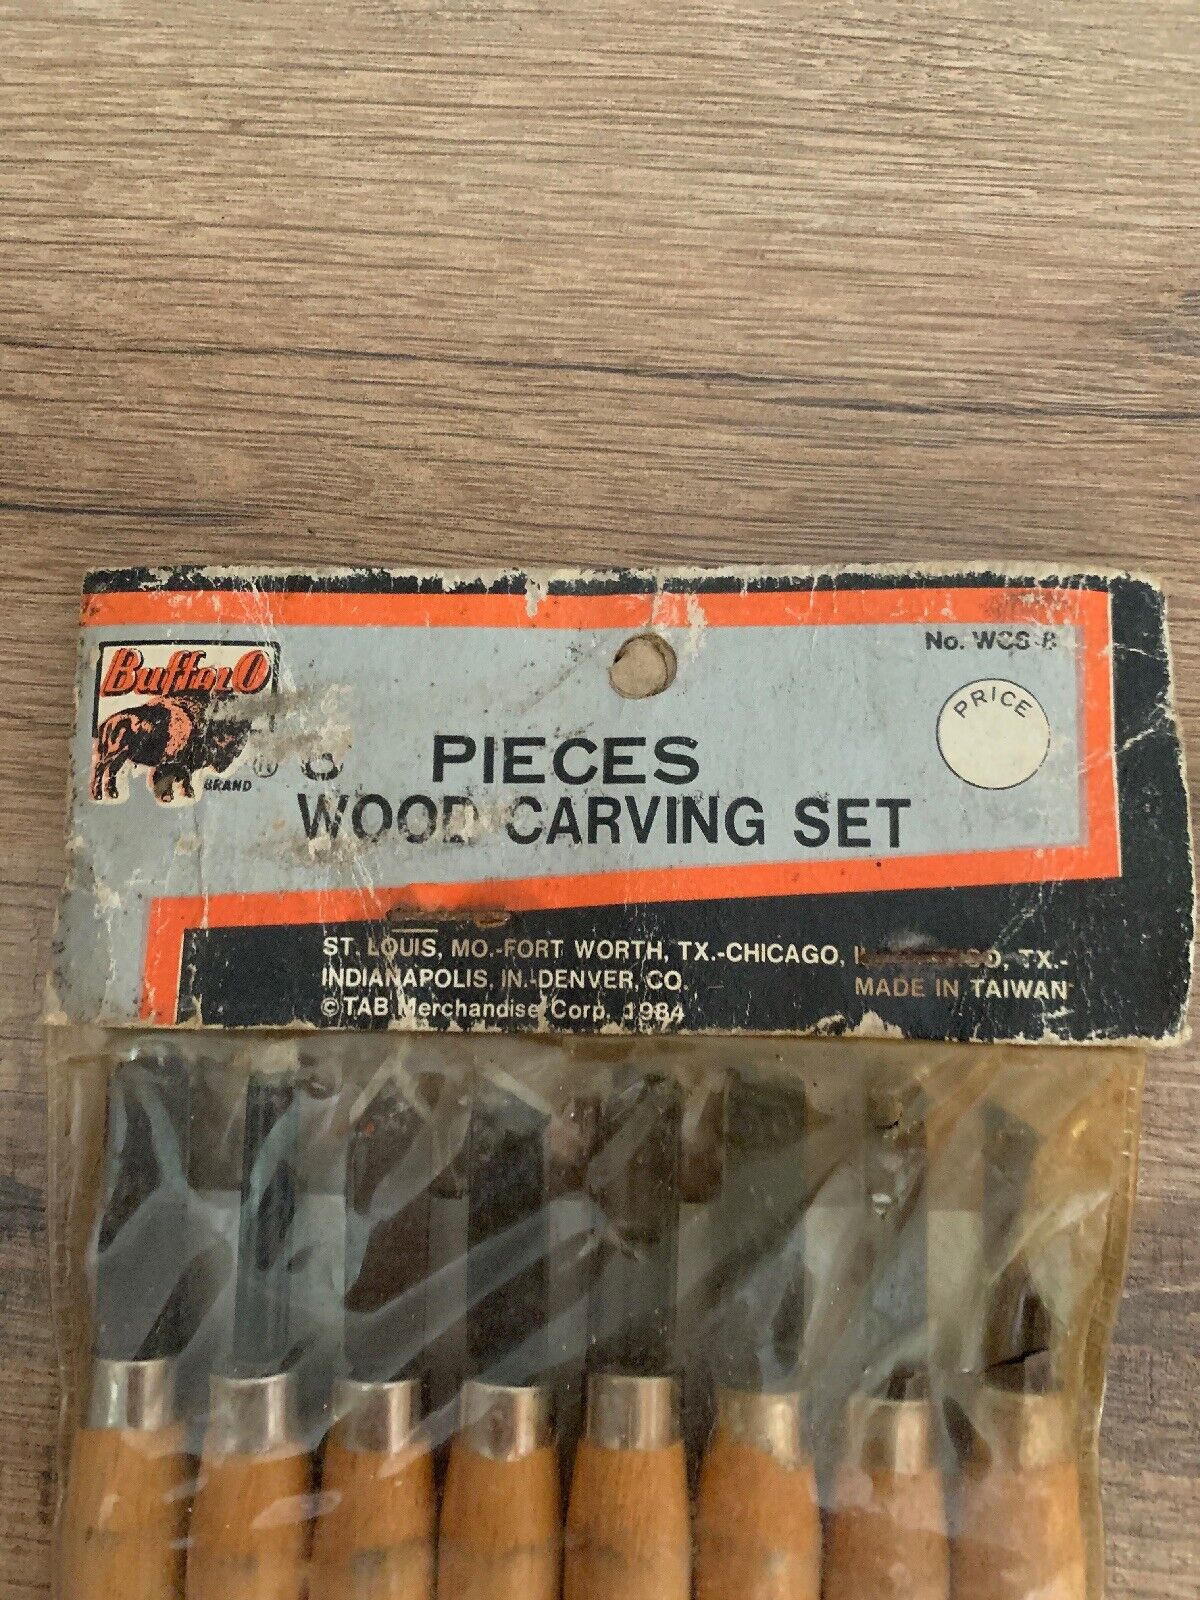 No. WCS-8
Buffalo
BRAND
®
PRICE
8 PIECES
WOOD CARVING SET
ST. LOUIS, MO.-FORT WORTH, TX.-CHICAGO, TX.-
INDIANAPOLIS, IN.-DENVER, CO. MADE IN TAIWAN
©TAB Merchandise Corp. 1984